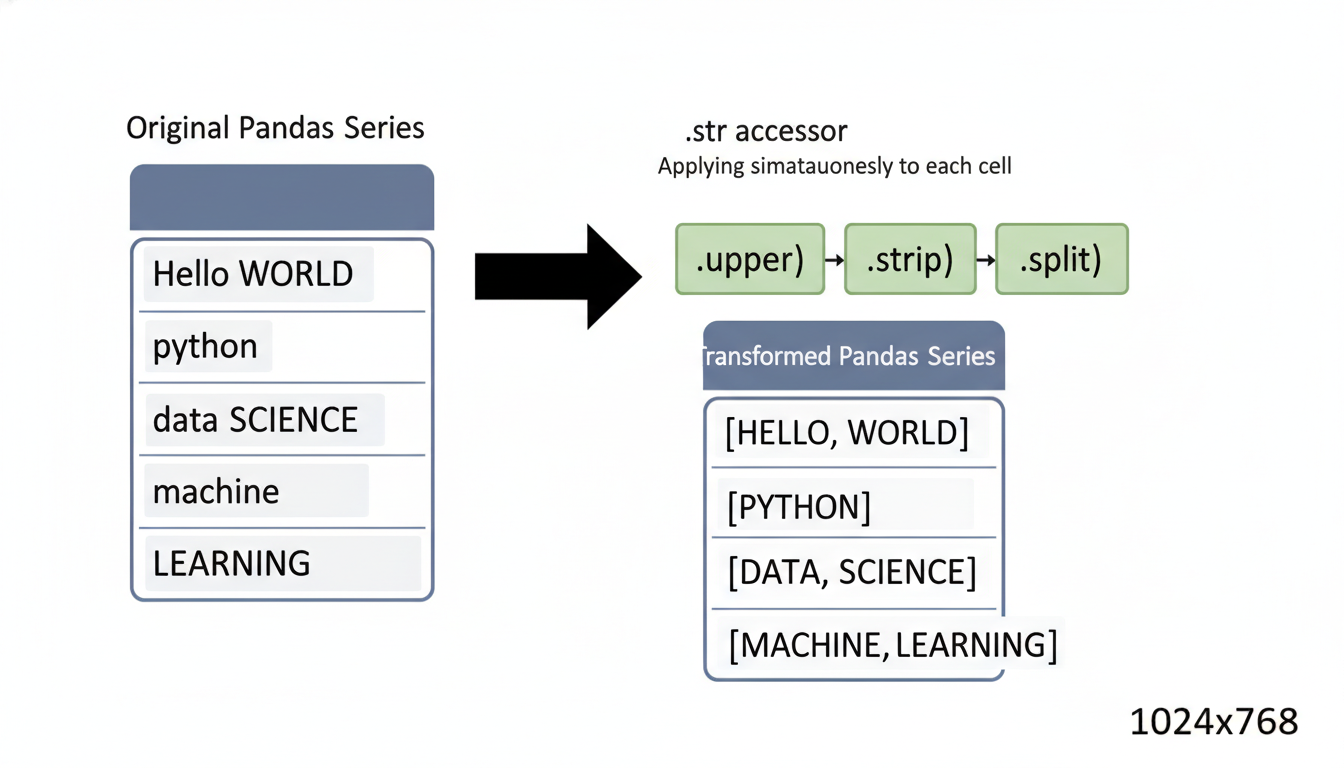 Original Pandas Series
Hello WORLD
python
data SCIENCE
machine
LEARNING
.str accessor
Applying simatauonesly to each cell
.upper) .strip) .split)
Transformed Pandas Series
[HELLO, WORLD]
[PYTHON]
[DATA, SCIENCE]
[MACHINE, LEARNING]
1024x768